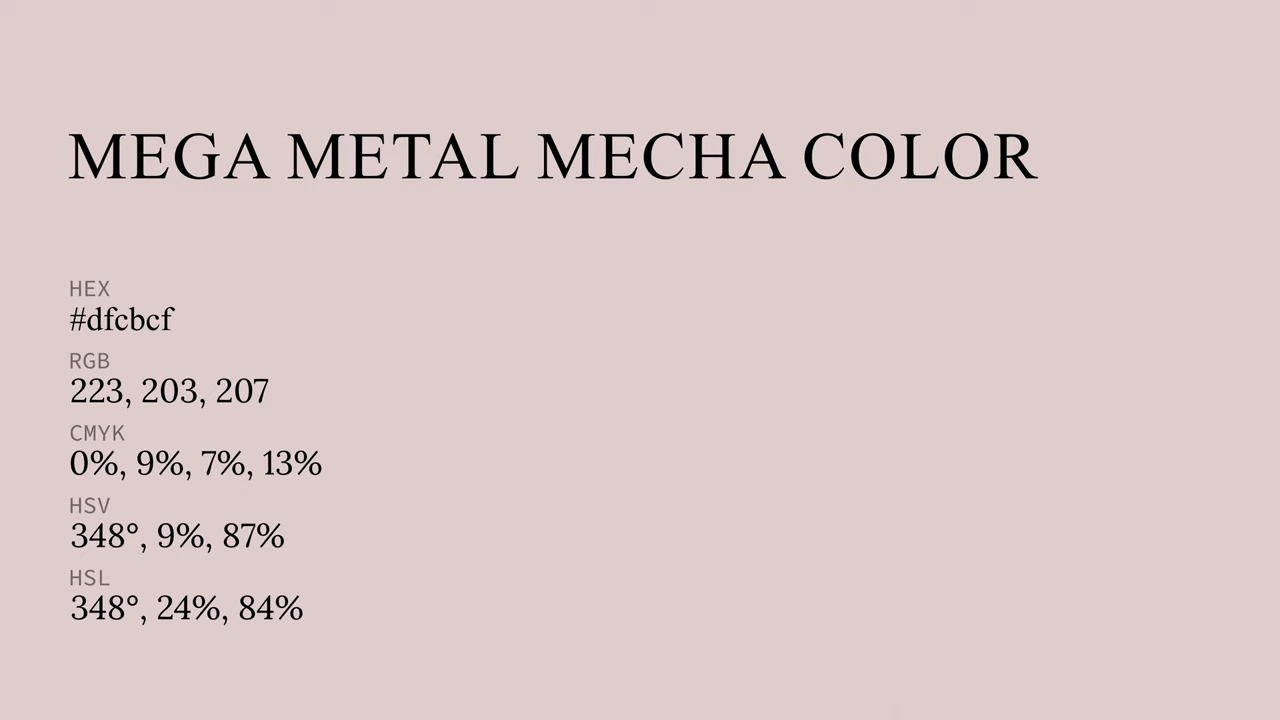 MEGA METAL MECHA COLOR
HEX
#dfcbcf
RGB
223, 203, 207
CMYK
0%, 9%, 7%, 13%
HSV
348°, 9%, 87%
HSL
348°, 24%, 84%